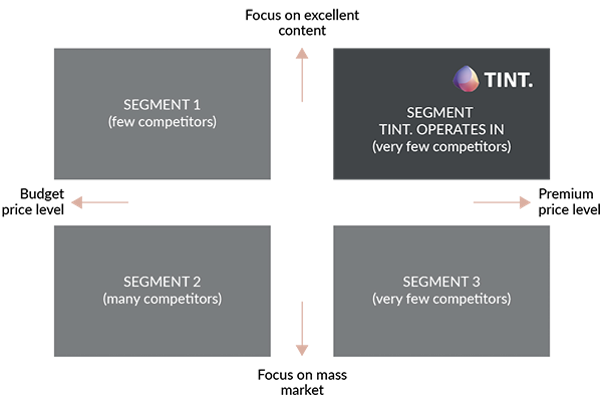 Focus on excellent
content
SEGMENT 1
(few competitors)
TINT.
SEGMENT
TINT. OPERATES IN
(very few competitors)
Budget
price level
Premium
price level
SEGMENT 2
(many competitors)
SEGMENT 3
(very few competitors)
Focus on mass
market